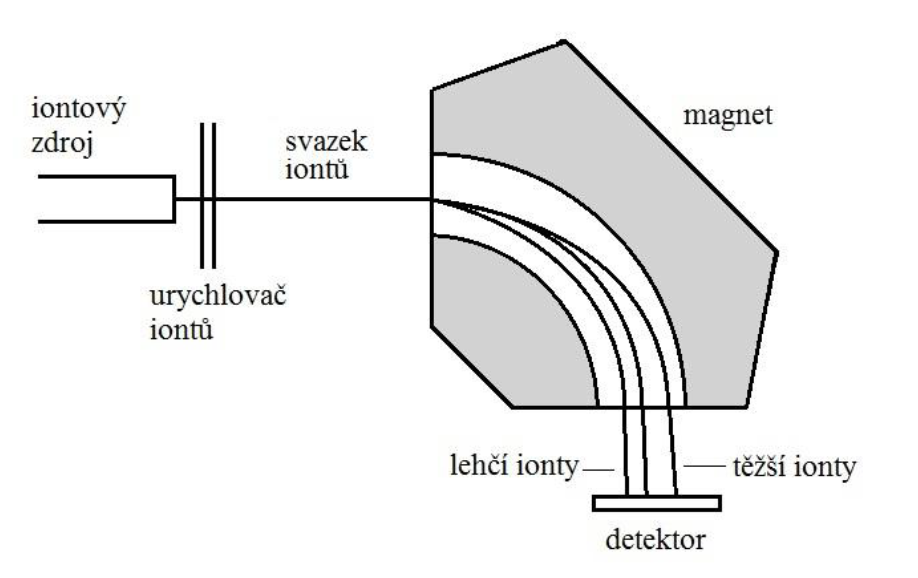 iontový
zdroj
svazek
iontů
magnet
urychlovač
iontů
lehčí ionty
těžší ionty
detektor